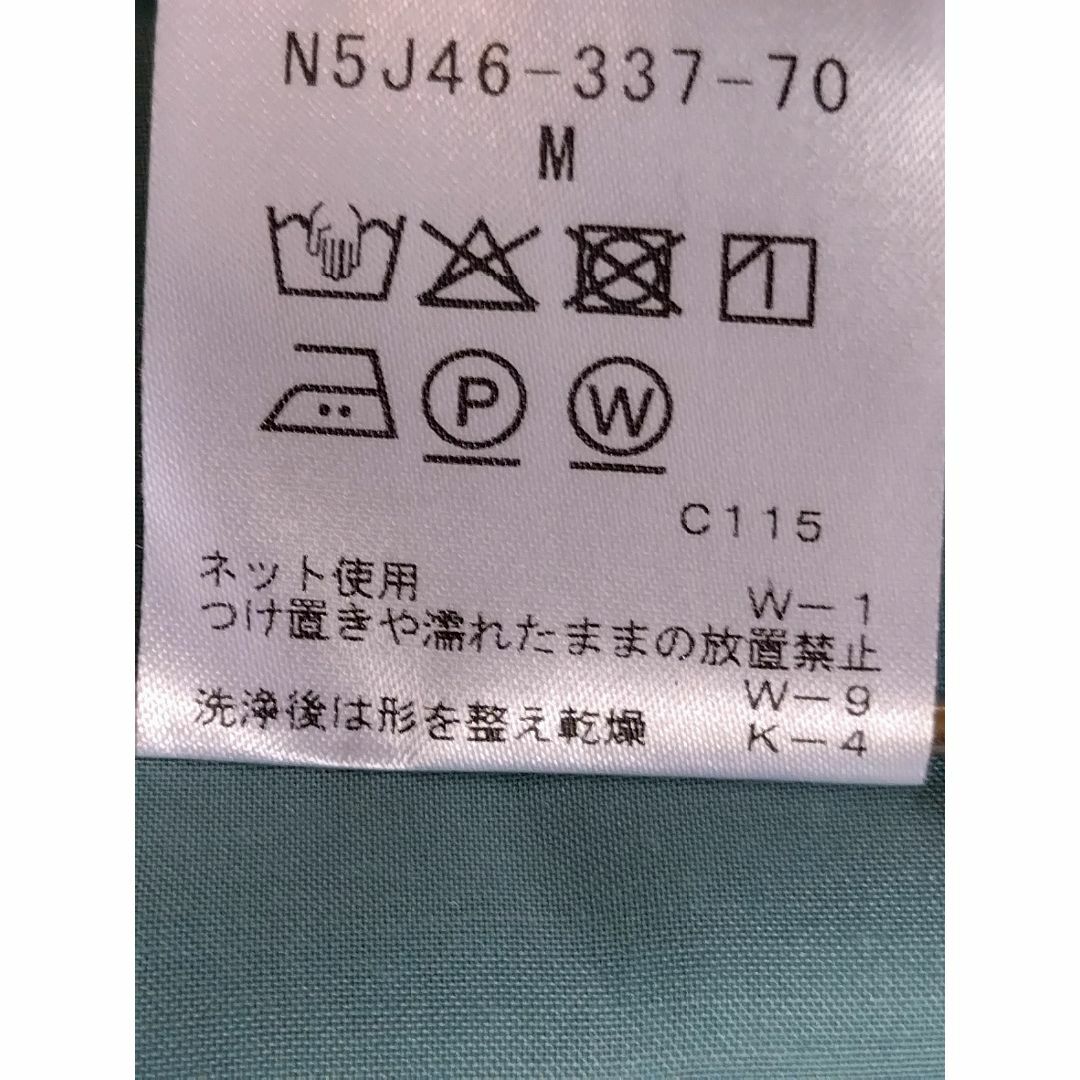 N5J46-337-70
M
P W
C115
ネット使用 W-1
つけ置きや濡れたままの放置禁止
W-9
洗浄後は形を整え乾燥 K-4